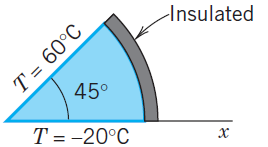 Insulated
T = 60°C
45°
T = −20°C
x